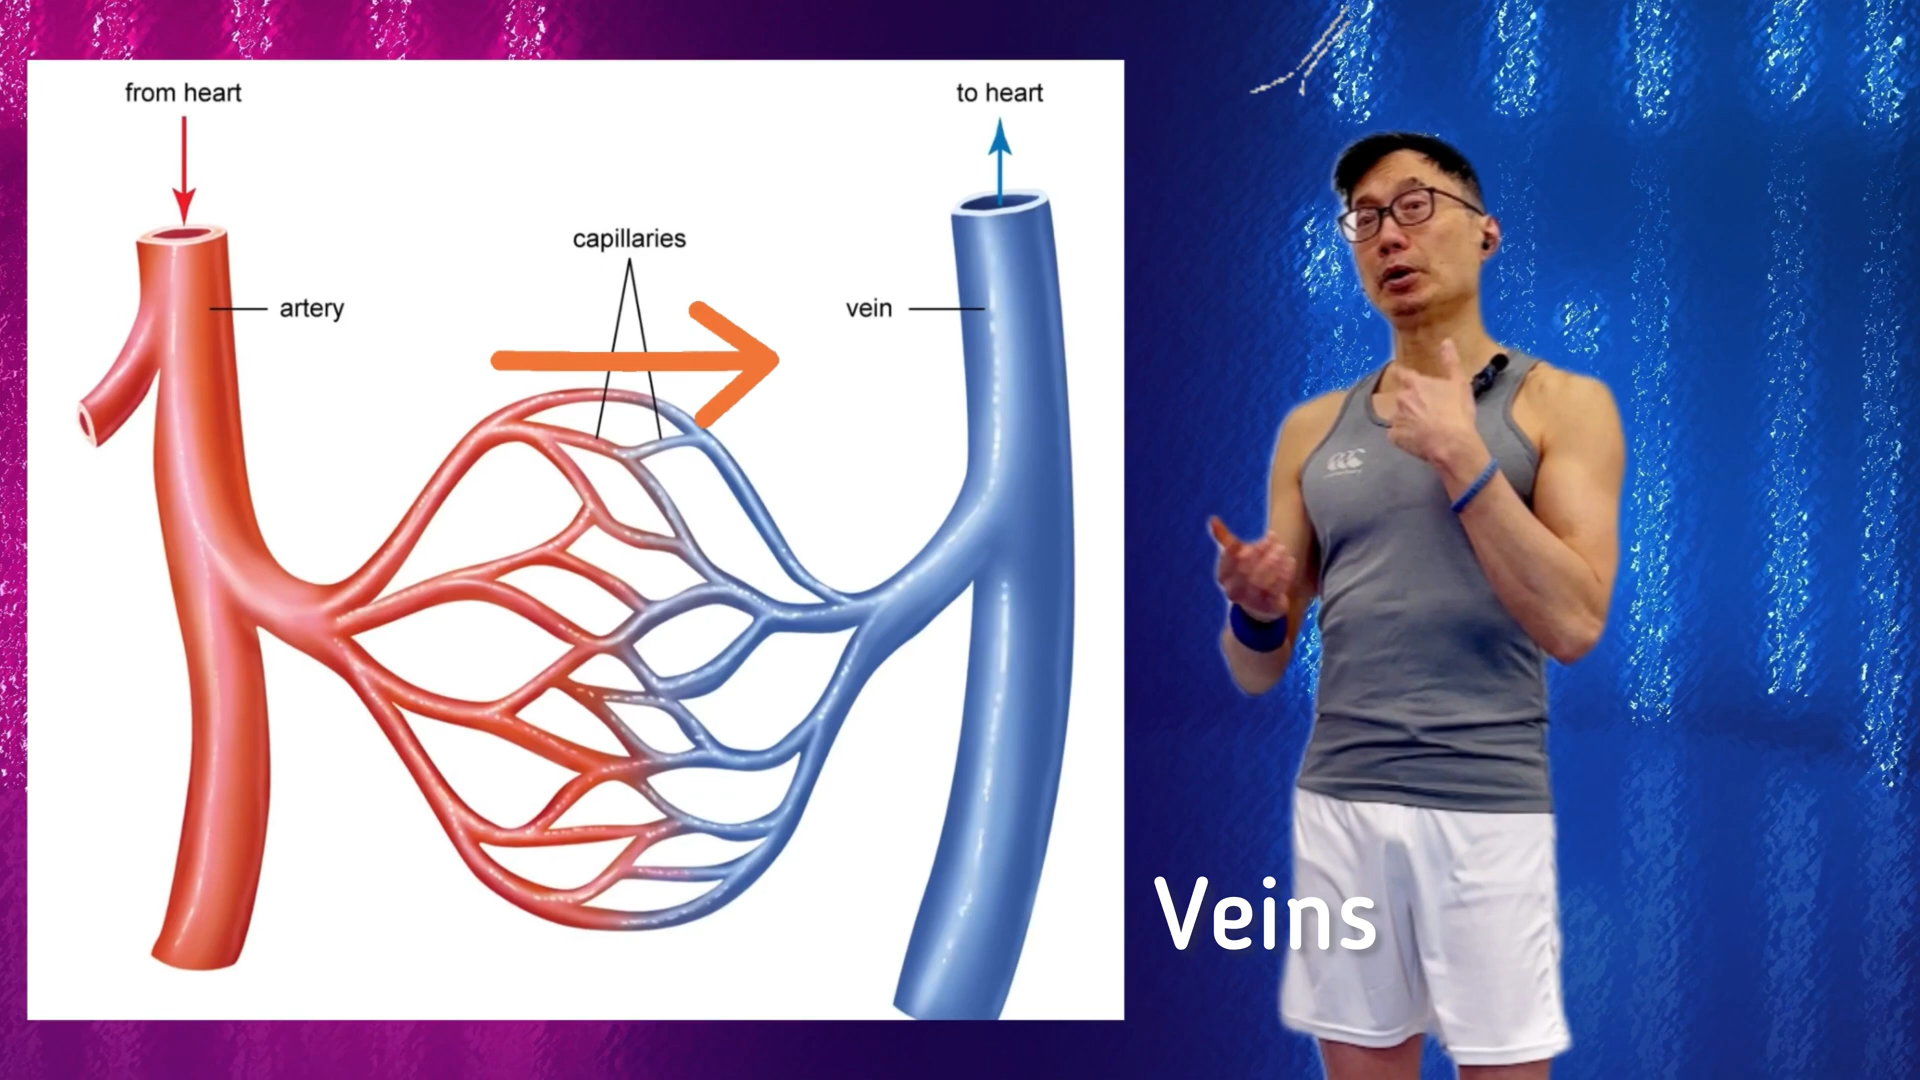 from heart
to heart
capillaries
artery
vein
Veins